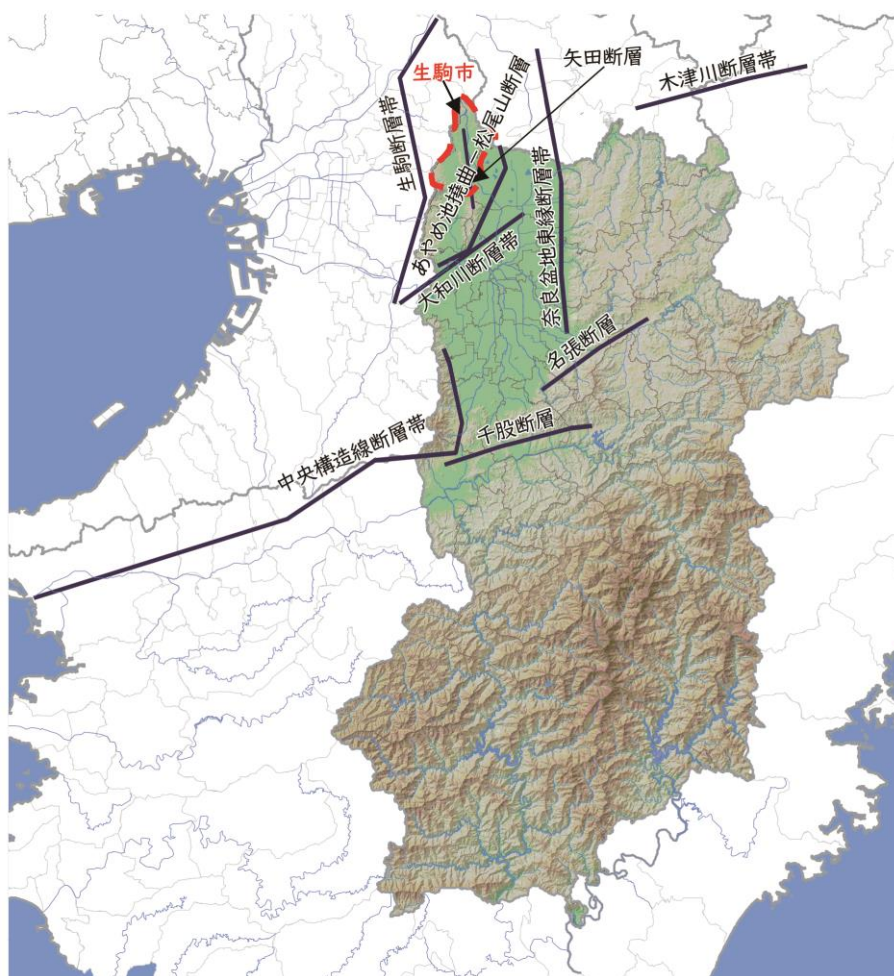 矢田断層
生駒市
木津川断層帯
生駒断層帯
あやめ池撓曲−松尾山断層
奈良盆地東縁断層帯
大和川断層帯
名張断層
千股断層
中央構造線断層帯